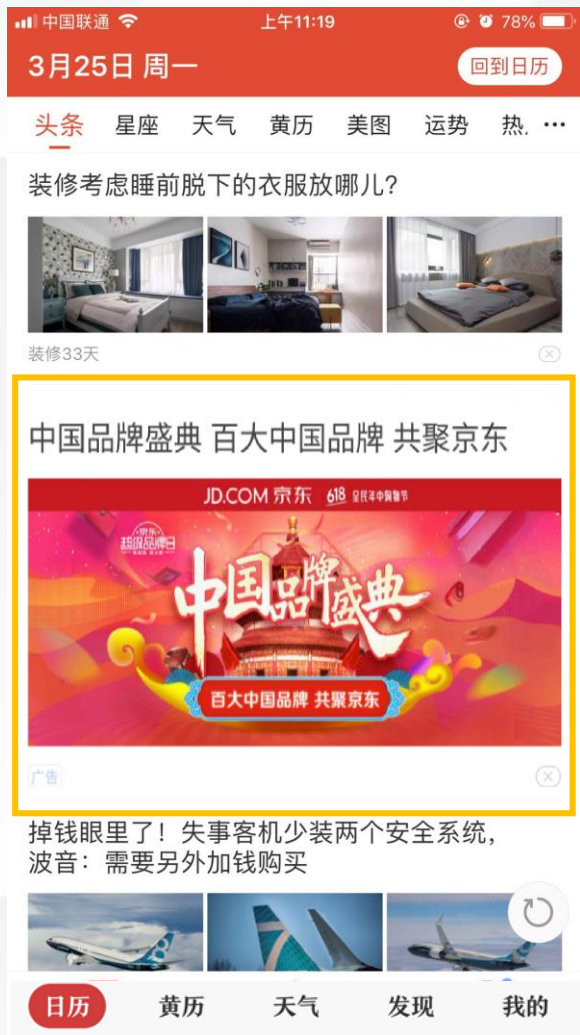 中国联通
上午11:19
78%
3月25日 周一
回到日历
头条 星座 天气 黄历 美图 运势 热
装修考虑睡前脱下的衣服放哪儿?
装修33天
中国品牌盛典 百大中国品牌 共聚京东
JD.COM 京东 618 全民年中购物节
·京东·
超级品牌日
中国品牌盛典
百大中国品牌 共聚京东
广告
掉钱眼里了！失事客机少装两个安全系统，
波音：需要另外加钱购买
日历 黄历 天气 发现 我的